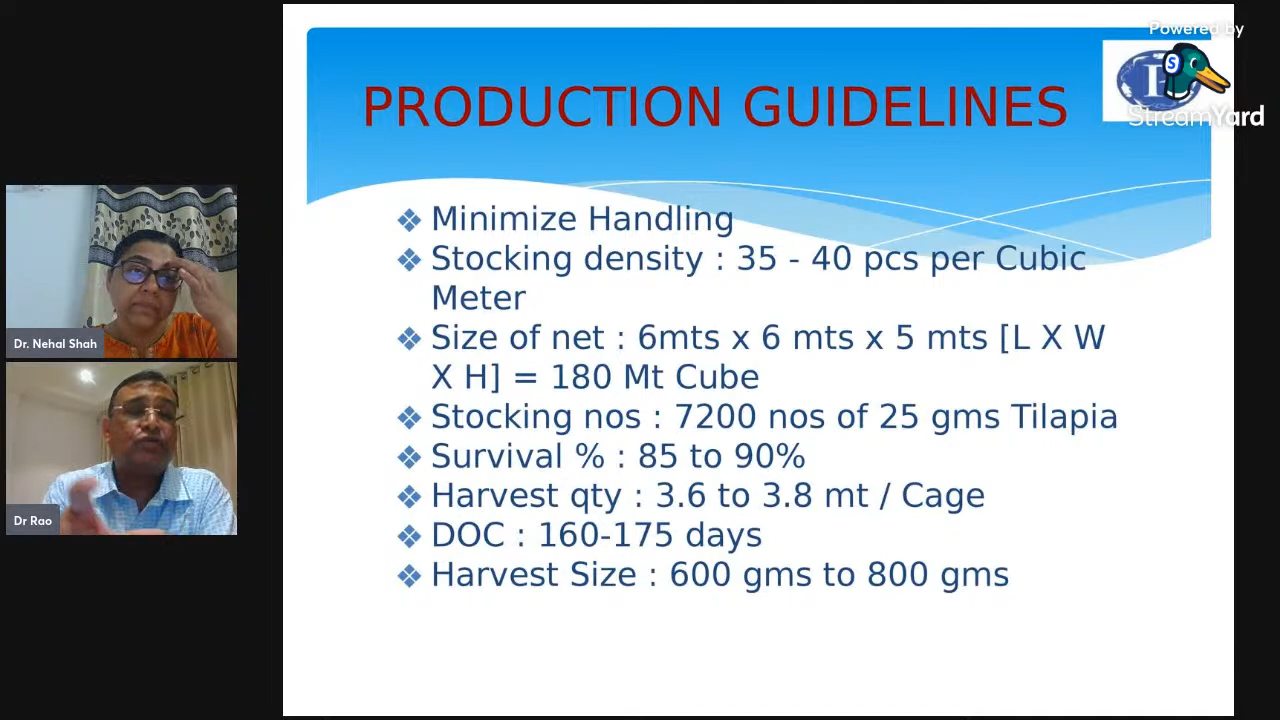 Powered by
StreamYard
PRODUCTION GUIDELINES
❖ Minimize Handling
❖ Stocking density : 35 - 40 pcs per Cubic
Meter
❖ Size of net : 6mts x 6 mts x 5 mts [L X W
X H] = 180 Mt Cube
❖ Stocking nos : 7200 nos of 25 gms Tilapia
❖ Survival % : 85 to 90%
❖ Harvest qty : 3.6 to 3.8 mt / Cage
❖ DOC : 160-175 days
❖ Harvest Size : 600 gms to 800 gms
Dr. Nehal Shah
Dr Rao